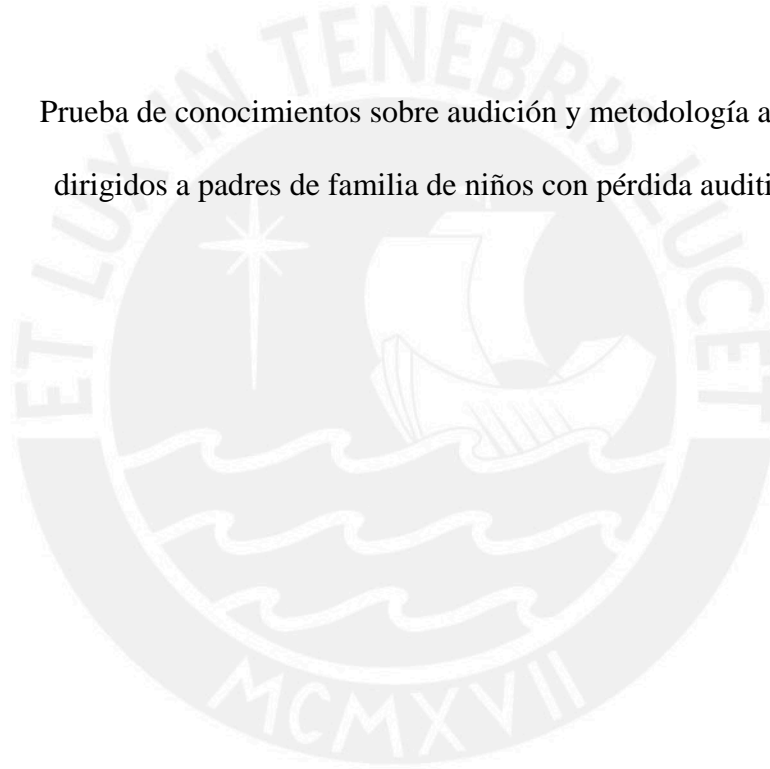 ET LUX IN TENEBRIS LUCET
Prueba de conocimientos sobre audición y metodología a
dirigidos a padres de familia de niños con pérdida auditi
MCMXVII